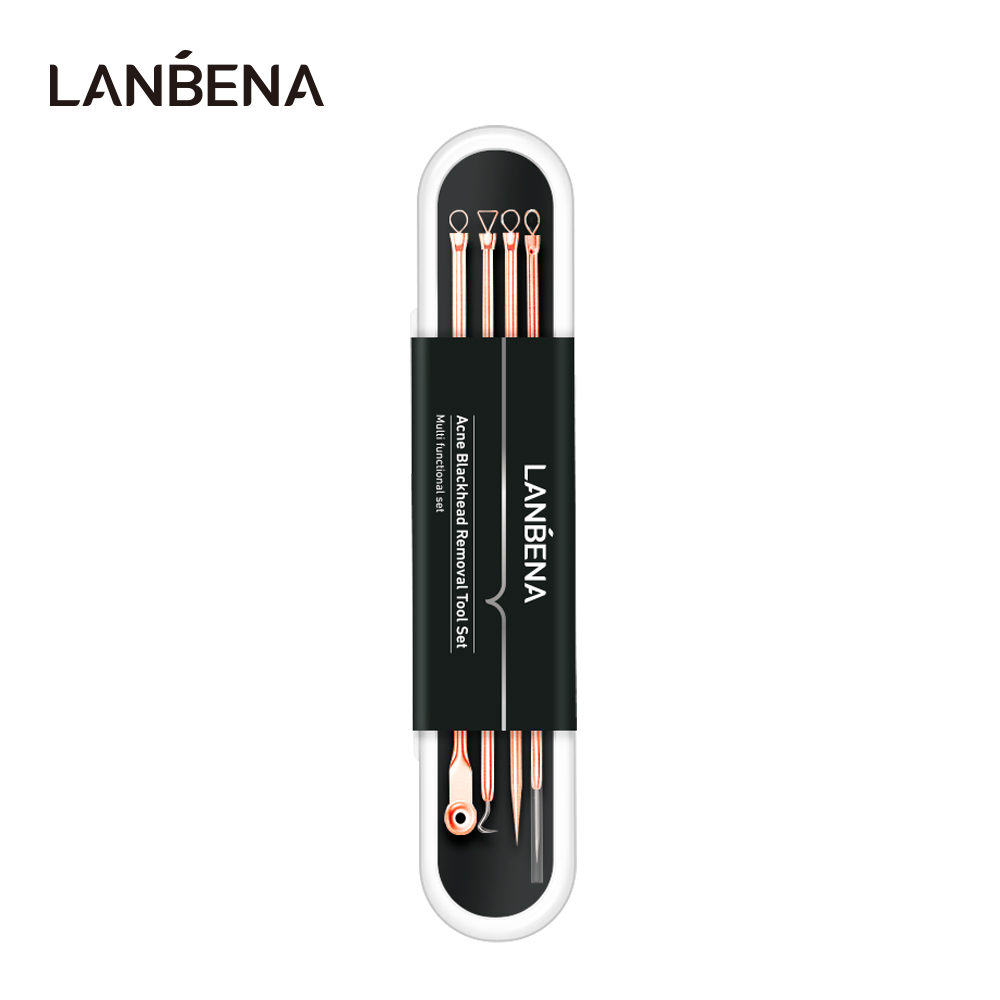 LANBENA
LANBENA
Acne Blackhead Removal Tool Set
Multi functional set